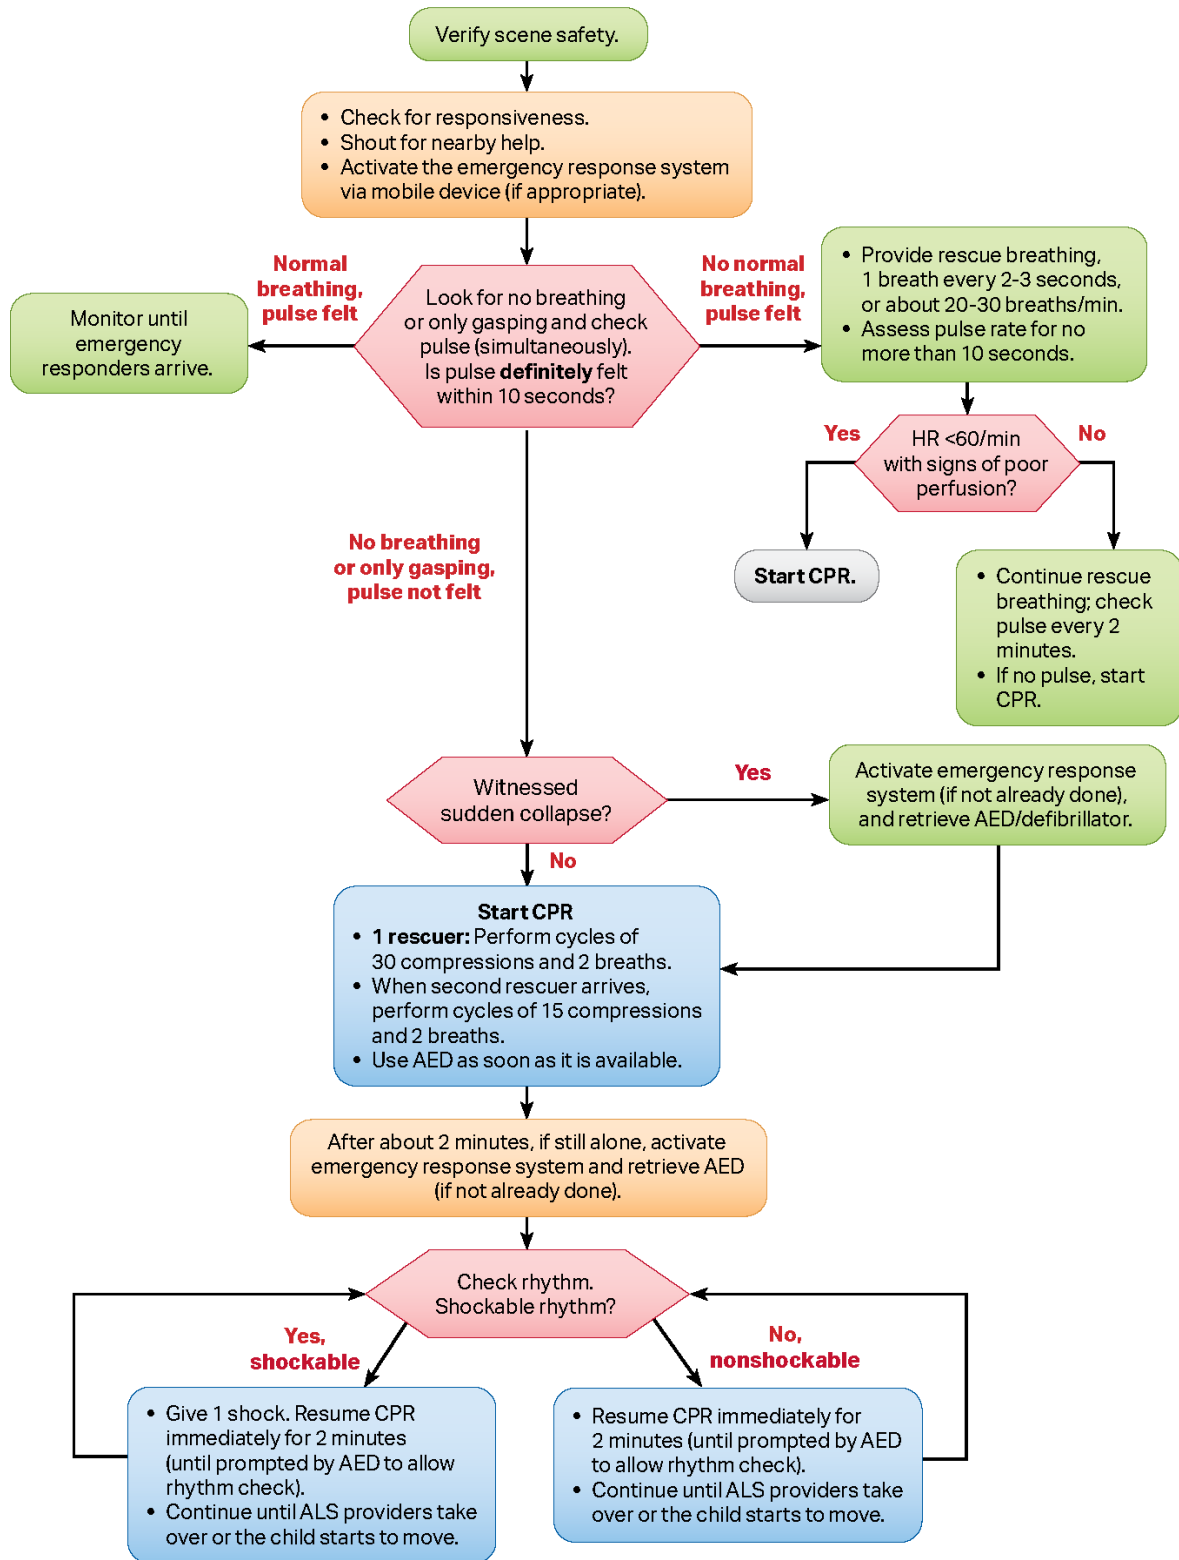 Verify scene safety.
• Check for responsiveness.
• Shout for nearby help.
• Activate the emergency response system
via mobile device (if appropriate).
Normal
breathing,
pulse felt
No normal
breathing,
pulse felt
Monitor until
emergency
responders arrive.
Look for no breathing
or only gasping and check
pulse (simultaneously).
Is pulse definitely felt
within 10 seconds?
• Provide rescue breathing,
1 breath every 2-3 seconds,
or about 20-30 breaths/min.
• Assess pulse rate for no
more than 10 seconds.
Yes
HR <60/min
with signs of poor
perfusion?
No
Start CPR.
• Continue rescue
breathing; check
pulse every 2
minutes.
• If no pulse, start
CPR.
No breathing
or only gasping,
pulse not felt
Witnessed
sudden collapse?
Yes
Activate emergency response
system (if not already done),
and retrieve AED/defibrillator.
No
Start CPR
• 1 rescuer: Perform cycles of
30 compressions and 2 breaths.
• When second rescuer arrives,
perform cycles of 15 compressions
and 2 breaths.
• Use AED as soon as it is available.
After about 2 minutes, if still alone, activate
emergency response system and retrieve AED
(if not already done).
Check rhythm.
Shockable rhythm?
Yes,
shockable
No,
nonshockable
• Give 1 shock. Resume CPR
immediately for 2 minutes
(until prompted by AED to allow
rhythm check).
• Continue until ALS providers take
over or the child starts to move.
• Resume CPR immediately for
2 minutes (until prompted by AED
to allow rhythm check).
• Continue until ALS providers take
over or the child starts to move.